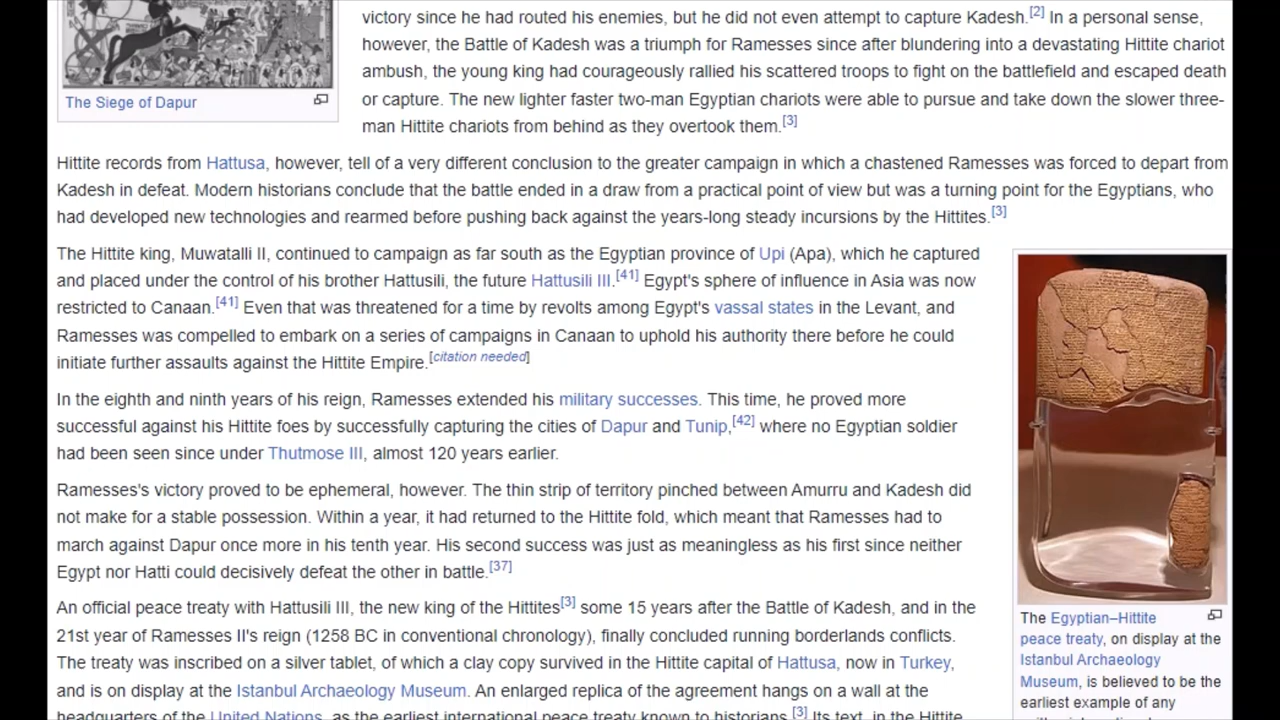 victory since he had routed his enemies, but he did not even attempt to capture Kadesh.[2] In a personal sense,
however, the Battle of Kadesh was a triumph for Ramesses since after blundering into a devastating Hittite chariot
ambush, the young king had courageously rallied his scattered troops to fight on the battlefield and escaped death
or capture. The new lighter faster two-man Egyptian chariots were able to pursue and take down the slower three-
man Hittite chariots from behind as they overtook them.[3]
The Siege of Dapur
Hittite records from Hattusa, however, tell of a very different conclusion to the greater campaign in which a chastened Ramesses was forced to depart from
Kadesh in defeat. Modern historians conclude that the battle ended in a draw from a practical point of view but was a turning point for the Egyptians, who
had developed new technologies and rearmed before pushing back against the years-long steady incursions by the Hittites.[3]
The Hittite king, Muwatalli II, continued to campaign as far south as the Egyptian province of Upi (Apa), which he captured
and placed under the control of his brother Hattusili, the future Hattusili III.[41] Egypt's sphere of influence in Asia was now
restricted to Canaan.[41] Even that was threatened for a time by revolts among Egypt's vassal states in the Levant, and
Ramesses was compelled to embark on a series of campaigns in Canaan to uphold his authority there before he could
initiate further assaults against the Hittite Empire.[citation needed]
In the eighth and ninth years of his reign, Ramesses extended his military successes. This time, he proved more
successful against his Hittite foes by successfully capturing the cities of Dapur and Tunip,[42] where no Egyptian soldier
had been seen since under Thutmose III, almost 120 years earlier.
Ramesses's victory proved to be ephemeral, however. The thin strip of territory pinched between Amurru and Kadesh did
not make for a stable possession. Within a year, it had returned to the Hittite fold, which meant that Ramesses had to
march against Dapur once more in his tenth year. His second success was just as meaningless as his first since neither
Egypt nor Hatti could decisively defeat the other in battle.[37]
An official peace treaty with Hattusili III, the new king of the Hittites[3] some 15 years after the Battle of Kadesh, and in the
21st year of Ramesses II's reign (1258 BC in conventional chronology), finally concluded running borderlands conflicts.
The treaty was inscribed on a silver tablet, of which a clay copy survived in the Hittite capital of Hattusa, now in Turkey,
and is on display at the Istanbul Archaeology Museum. An enlarged replica of the agreement hangs on a wall at the
headquarters of the United Nations, as the earliest international peace treaty known to historians.[3] Its text, in the Hittite
The Egyptian–Hittite
peace treaty, on display at the
Istanbul Archaeology
Museum, is believed to be the
earliest example of any